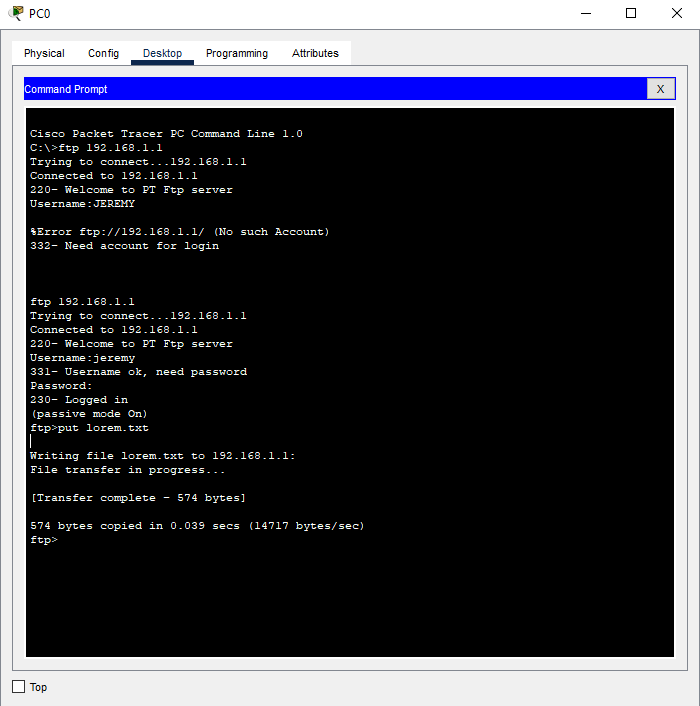 PC0
Physical Config Desktop Programming Attributes
Command Prompt X
Cisco Packet Tracer PC Command Line 1.0
C:\>ftp 192.168.1.1
Trying to connect...192.168.1.1
Connected to 192.168.1.1
220- Welcome to PT Ftp server
Username:JEREMY
%Error ftp://192.168.1.1/ (No such Account)
332- Need account for login
ftp 192.168.1.1
Trying to connect...192.168.1.1
Connected to 192.168.1.1
220- Welcome to PT Ftp server
Username:jeremy
331- Username ok, need password
Password:
230- Logged in
(passive mode On)
ftp>put lorem.txt
Writing file lorem.txt to 192.168.1.1:
File transfer in progress...
[Transfer complete - 574 bytes]
574 bytes copied in 0.039 secs (14717 bytes/sec)
ftp>
Top